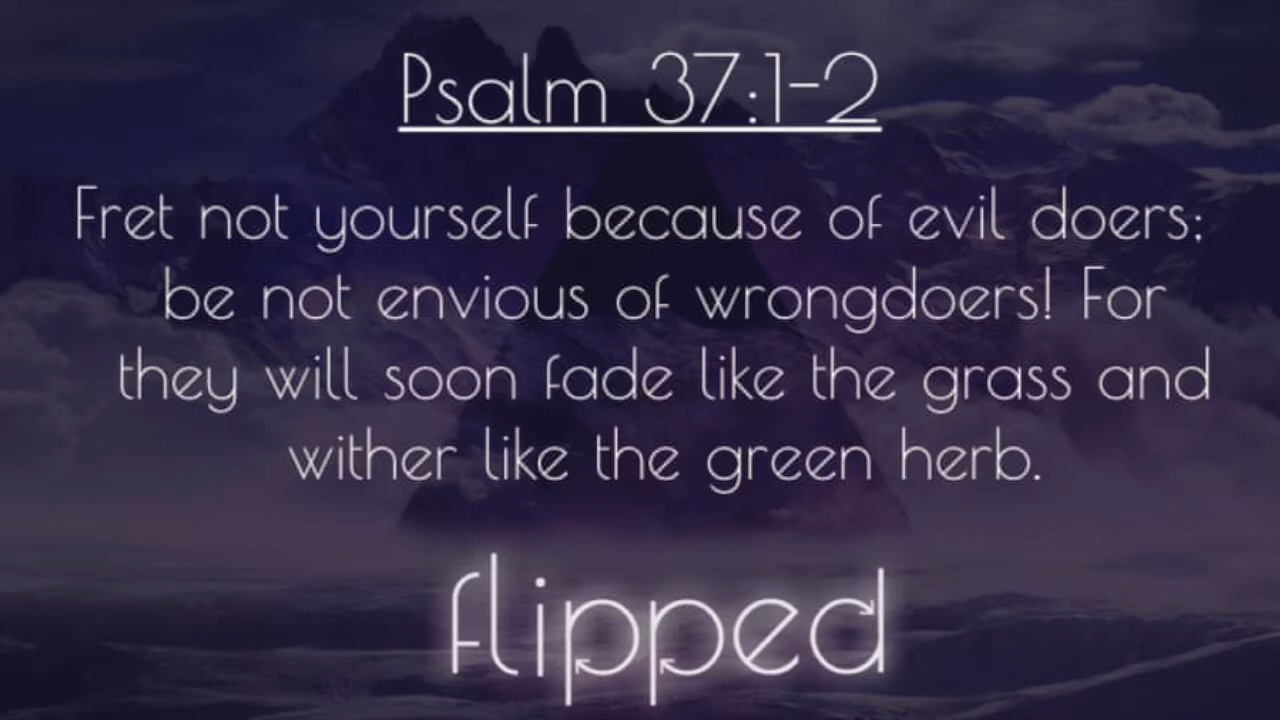 Psalm 37:1-2
Fret not yourself because of evil doers;
be not envious of wrongdoers! For
they will soon fade like the grass and
wither like the green herb.
flipped